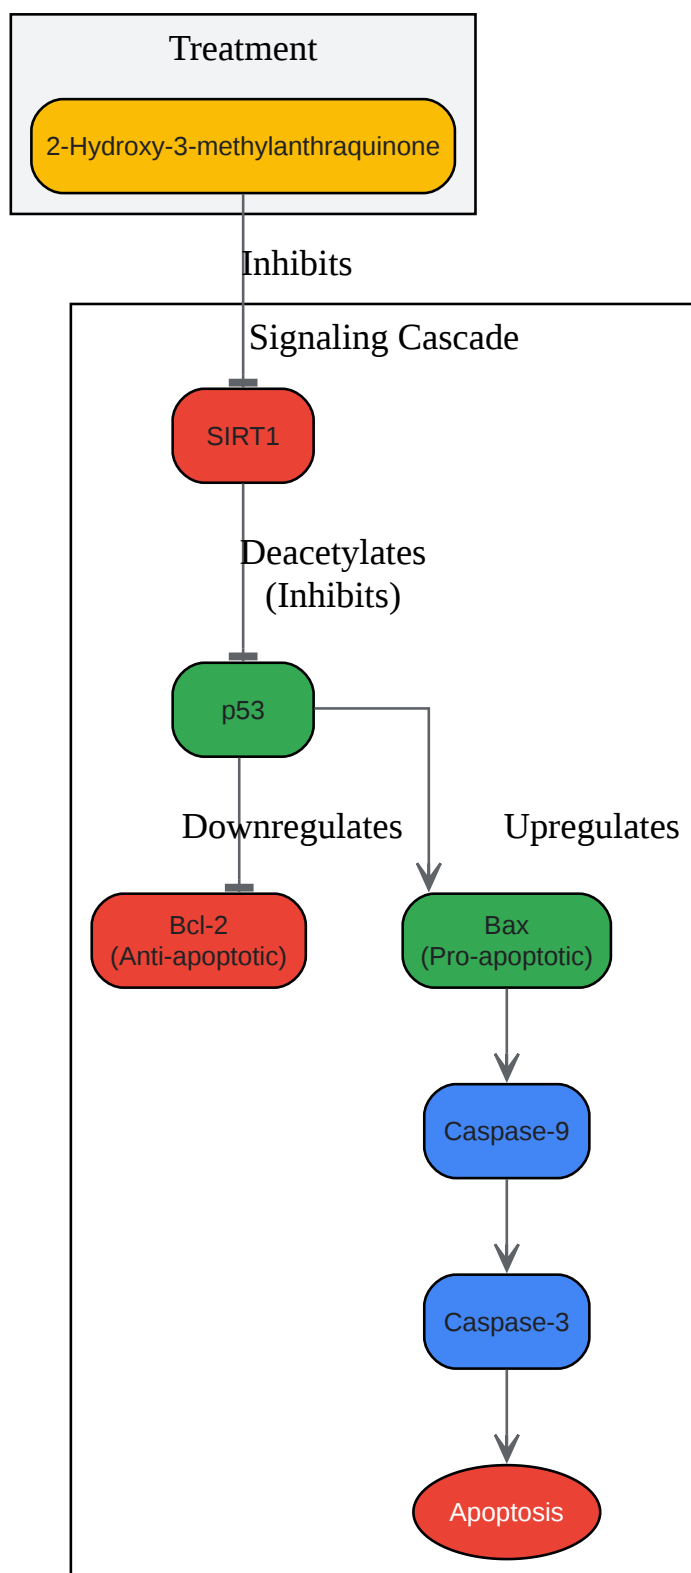 Treatment
2-Hydroxy-3-methylanthraquinone
Inhibits
Signaling Cascade
SIRT1
Deacetylates
(Inhibits)
p53
Downregulates
Upregulates
Bcl-2
(Anti-apoptotic)
Bax
(Pro-apoptotic)
Caspase-9
Caspase-3
Apoptosis